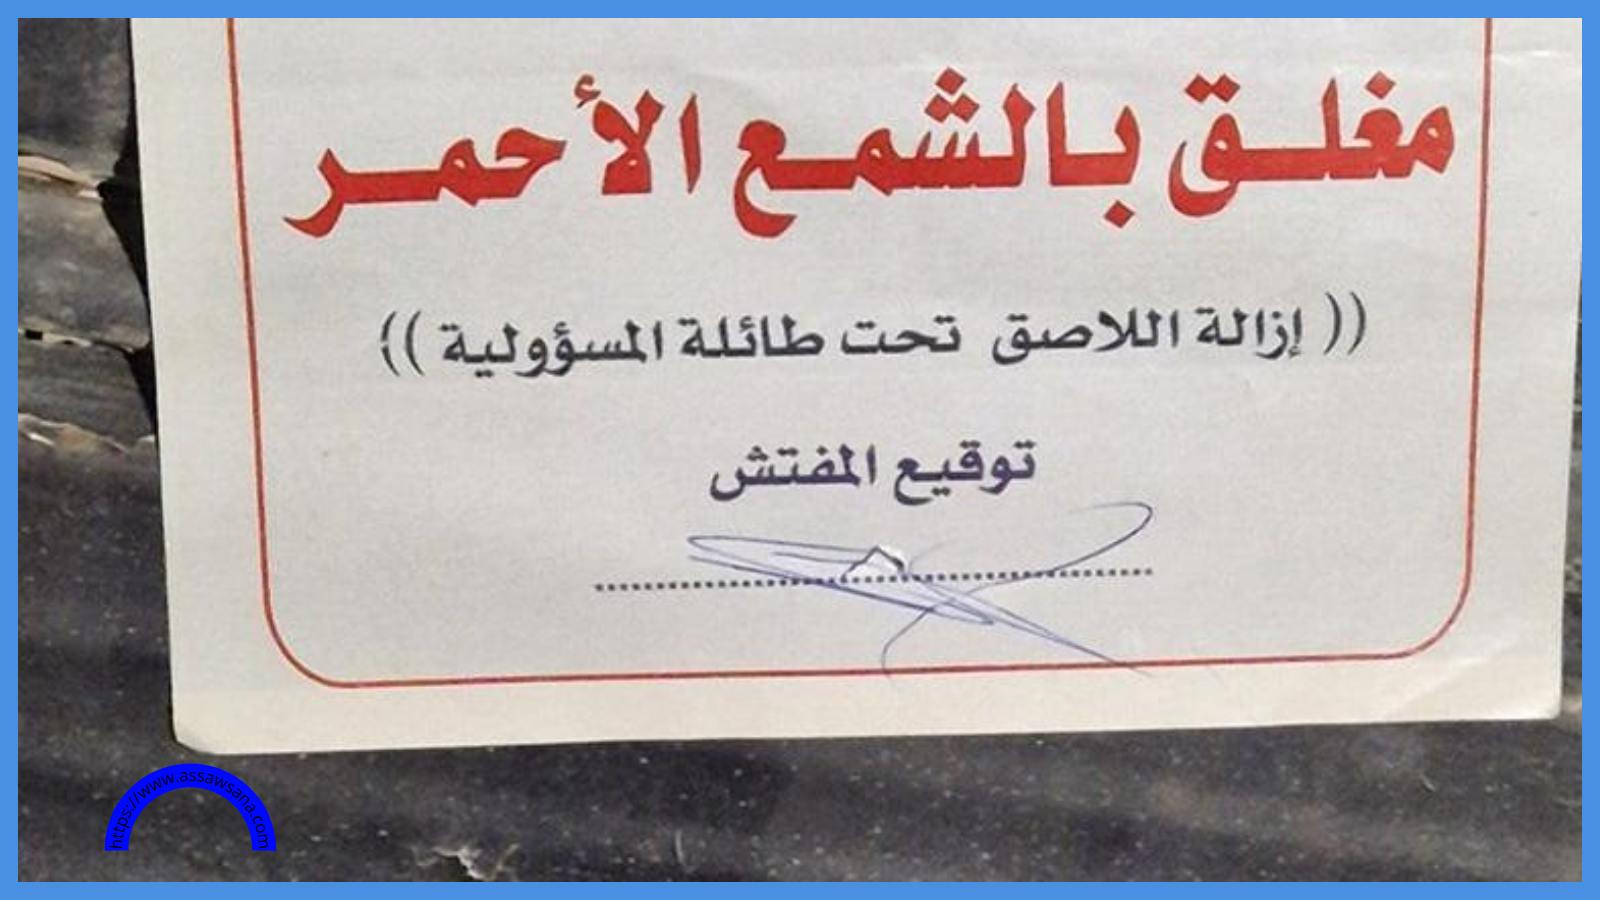 مغلق بالشمع الأحمر
(( إزالة اللاصق تحت طائلة المسؤولية ))
توقيع المفتش
https://www.assawsana.com